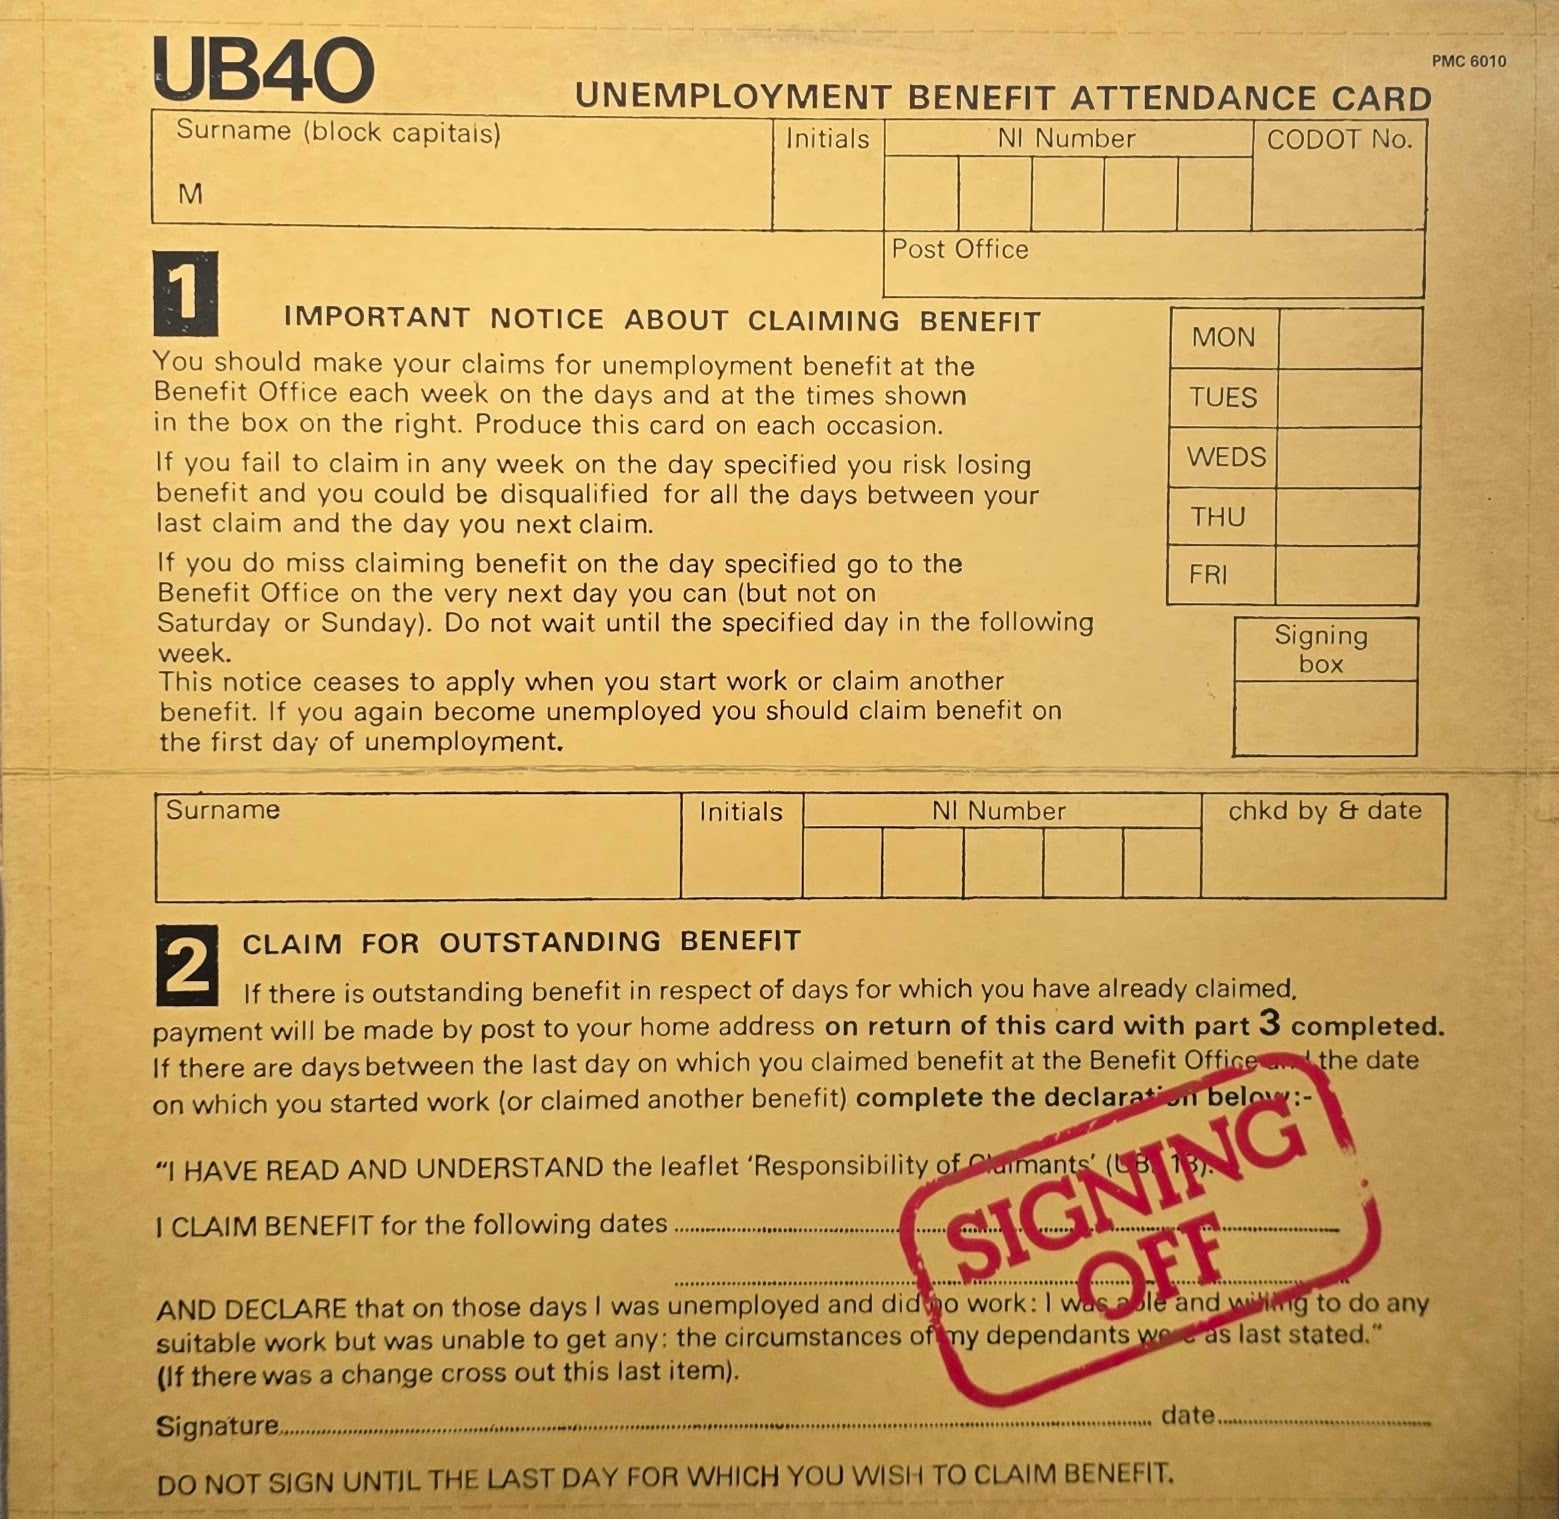 UB40
PMC 6010
UNEMPLOYMENT BENEFIT ATTENDANCE CARD
Surname (block capitals)
Initials
NI Number
CODOT No.
M
Post Office
1
IMPORTANT NOTICE ABOUT CLAIMING BENEFIT
You should make your claims for unemployment benefit at the
Benefit Office each week on the days and at the times shown
in the box on the right. Produce this card on each occasion.
If you fail to claim in any week on the day specified you risk losing
benefit and you could be disqualified for all the days between your
last claim and the day you next claim.
If you do miss claiming benefit on the day specified go to the
Benefit Office on the very next day you can (but not on
Saturday or Sunday). Do not wait until the specified day in the following
week.
This notice ceases to apply when you start work or claim another
benefit. If you again become unemployed you should claim benefit on
the first day of unemployment.
MON
TUES
WEDS
THU
FRI
Signing
box
Surname
Initials
NI Number
chkd by & date
2
CLAIM FOR OUTSTANDING BENEFIT
If there is outstanding benefit in respect of days for which you have already claimed,
payment will be made by post to your home address on return of this card with part 3 completed.
If there are days between the last day on which you claimed benefit at the Benefit Office and the date
on which you started work (or claimed another benefit) complete the declaration below:-
"I HAVE READ AND UNDERSTAND the leaflet 'Responsibility of Claimants' (UBL 18).
I CLAIM BENEFIT for the following dates
AND DECLARE that on those days I was unemployed and did no work: I was able and willing to do any
suitable work but was unable to get any: the circumstances of my dependants were as last stated."
(If there was a change cross out this last item).
Signature
date
DO NOT SIGN UNTIL THE LAST DAY FOR WHICH YOU WISH TO CLAIM BENEFIT.
SIGNING
OFF